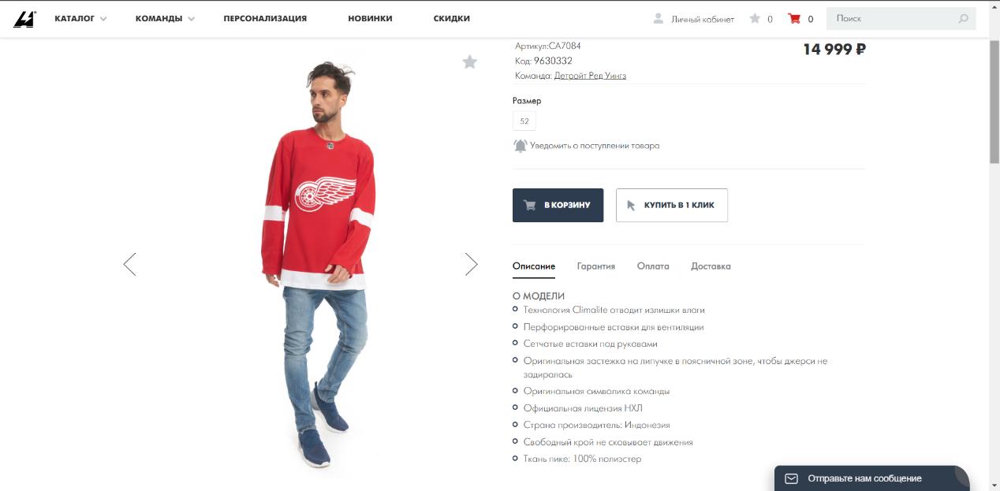 КАТАЛОГ КОМАНДЫ ПЕРСОНАЛИЗАЦИЯ НОВИНКИ СКИДКИ Личный кабинет 0 0 Поиск
Артикул:CA7084
14 999 ₽
Код: 9630332
Команда: Детройт Ред Уингз
Размер
52
Уведомить о поступлении товара
В КОРЗИНУ КУПИТЬ В 1 КЛИК
Описание Гарантия Оплата Доставка
О МОДЕЛИ
Технология Climalite отводит излишки влаги
Перфорированные вставки для вентиляции
Сетчатые вставки под рукавами
Оригинальная застежка на липучке в поясничной зоне, чтобы джерси не
задиралась
Оригинальная символика команды
Официальная лицензия НХЛ
Страна производитель: Индонезия
Свободный крой не сковывает движения
Ткань пике: 100% полиэстер
Отправьте нам сообщение